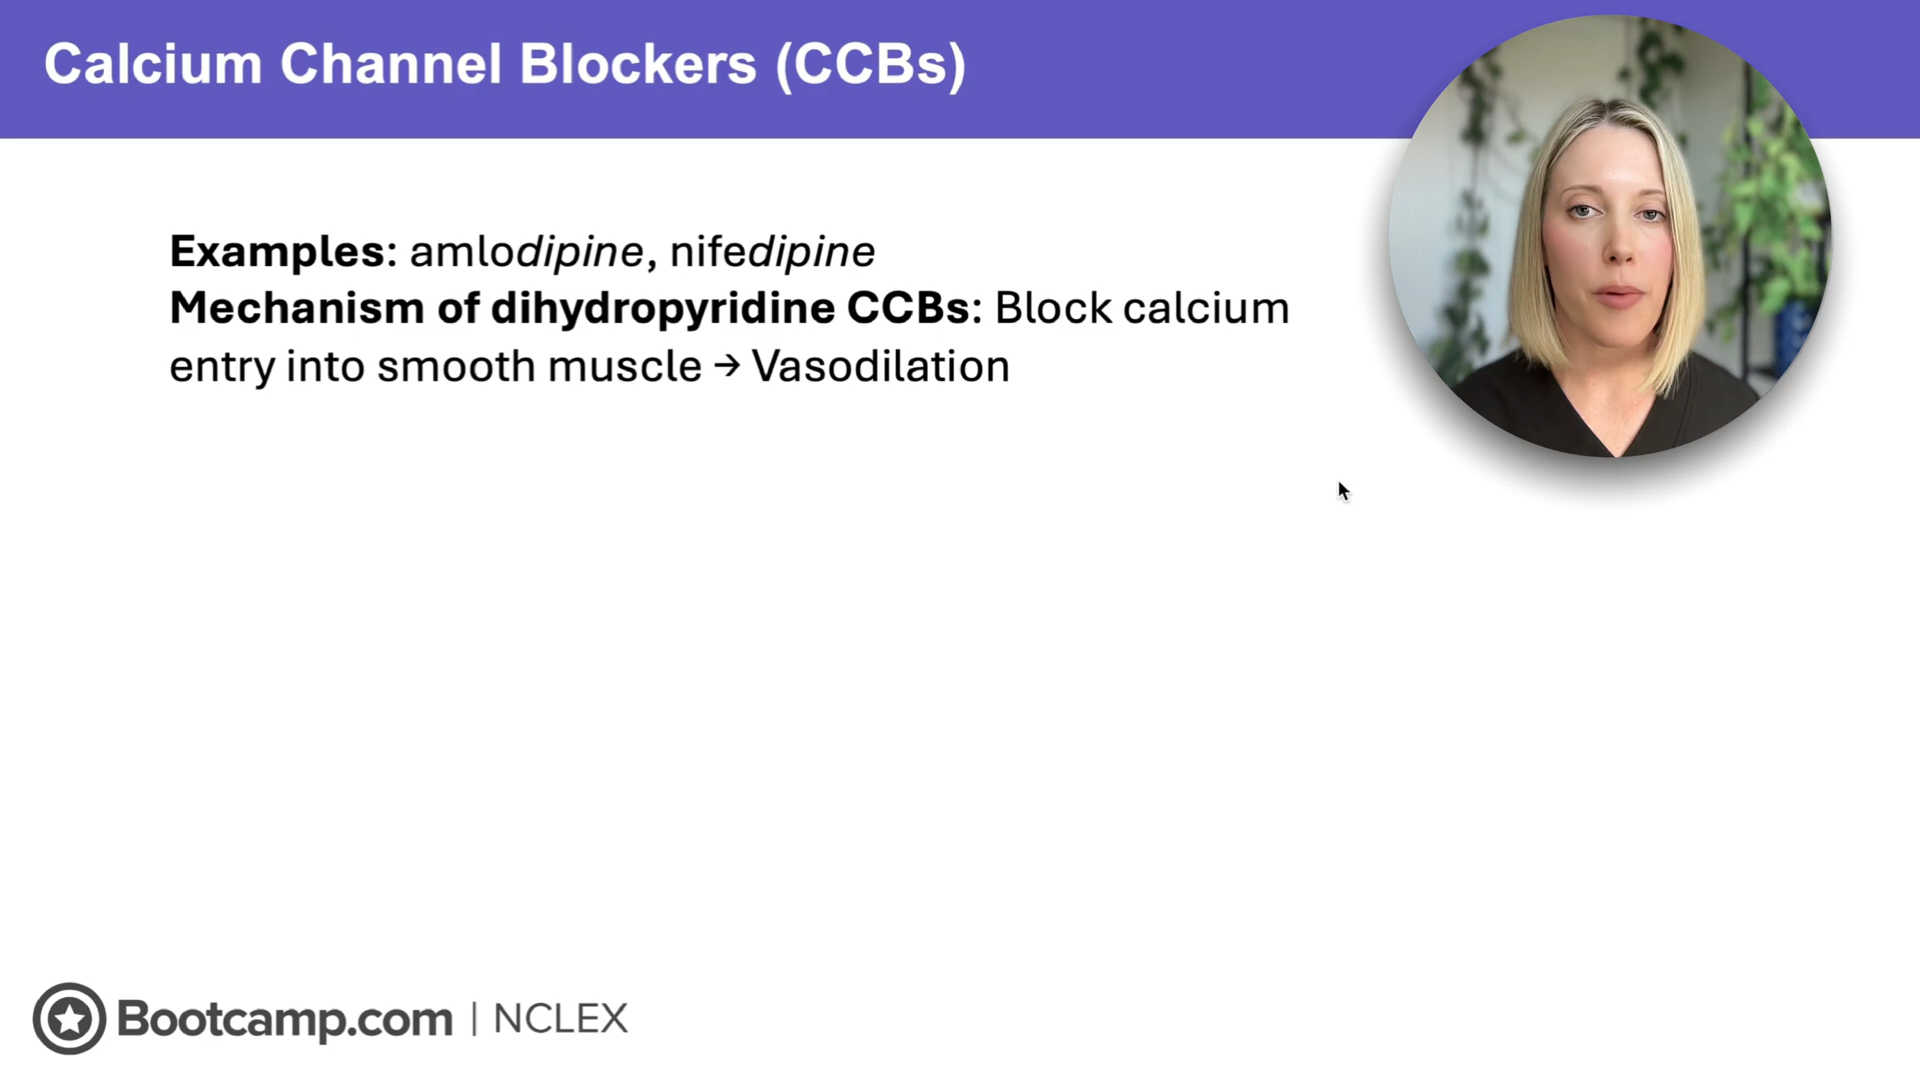 Calcium Channel Blockers (CCBs)
Examples: amlodipine, nifedipine
Mechanism of dihydropyridine CCBs: Block calcium
entry into smooth muscle → Vasodilation
Bootcamp.com | NCLEX